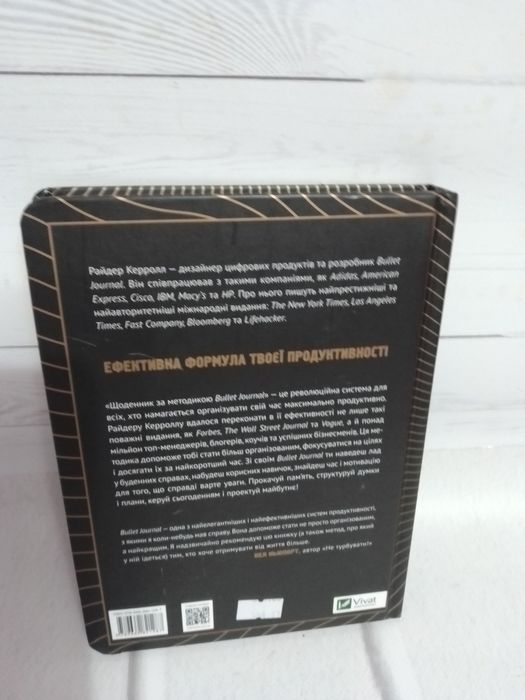 Райдер Керролл — дизайнер цифрових продуктів та розробник Bullet
Journal. Він співпрацював з такими компаніями, як Adidas, American
Express, Cisco, IBM, Macy's та HP. Про нього пишуть найпрестижніші та
найавторитетніші міжнародні видання: The New York Times, Los Angeles
Times, Fast Company, Bloomberg та Lifehacker.
ЕФЕКТИВНА ФОРМУЛА ТВОЄЇ ПРОДУКТИВНОСТІ
«Щоденник за методикою Bullet Journal» — це революційна система для
всіх, хто намагається організувати свій час максимально продуктивно.
Райдеру Керроллу вдалося переконати в її ефективності не лише такі
поважні видання, як Forbes, The Wall Street Journal та Vogue, а й понад
мільйон топ-менеджерів, блогерів, коучів та успішних бізнесменів. Ця ме-
тодика допоможе тобі стати більш організованим, фокусуватися на цілях
і досягати їх за найкоротший час. Зі своїм Bullet Journal ти наведеш лад
у буденних справах, набудеш корисних навичок, знайдеш час і мотивацію
для того, що справді варте уваги. Прокачуй пам'ять, структуруй думки
і плани, керуй сьогоденням і проектуй майбутнє!
Bullet Journal — одна з найелегантніших і найефективніших систем продуктивності,
з якими я коли-небудь мав справу. Вона допоможе стати не просто організованим,
а найкращим. Я надзвичайно рекомендую цю книжку (а також метод, про який
у ній ідеться) тим, хто хоче отримувати від життя більше.
КЕЛ НЬЮПОРТ, автор «Не турбувати!»
Vivat